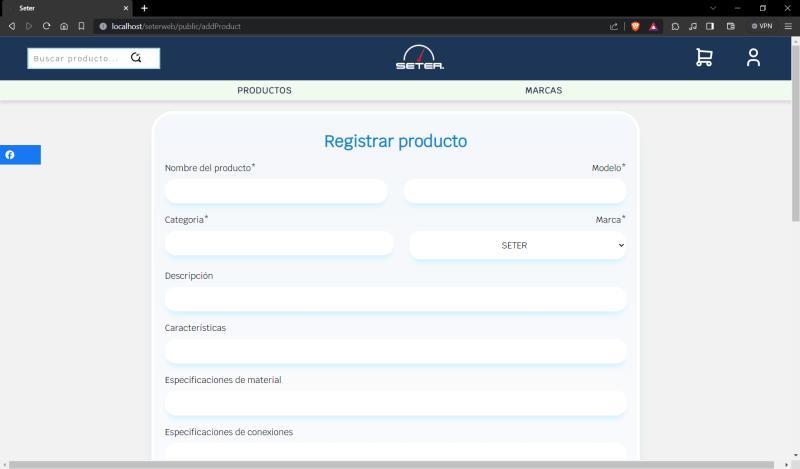 Seter
localhost/seterweb/public/addProduct
VPN
Buscar producto...
SETER.
PRODUCTOS
MARCAS
Registrar producto
Nombre del producto*
Modelo*
Categoria*
Marca*
SETER
Descripción
Características
Especificaciones de material
Especificaciones de conexiones